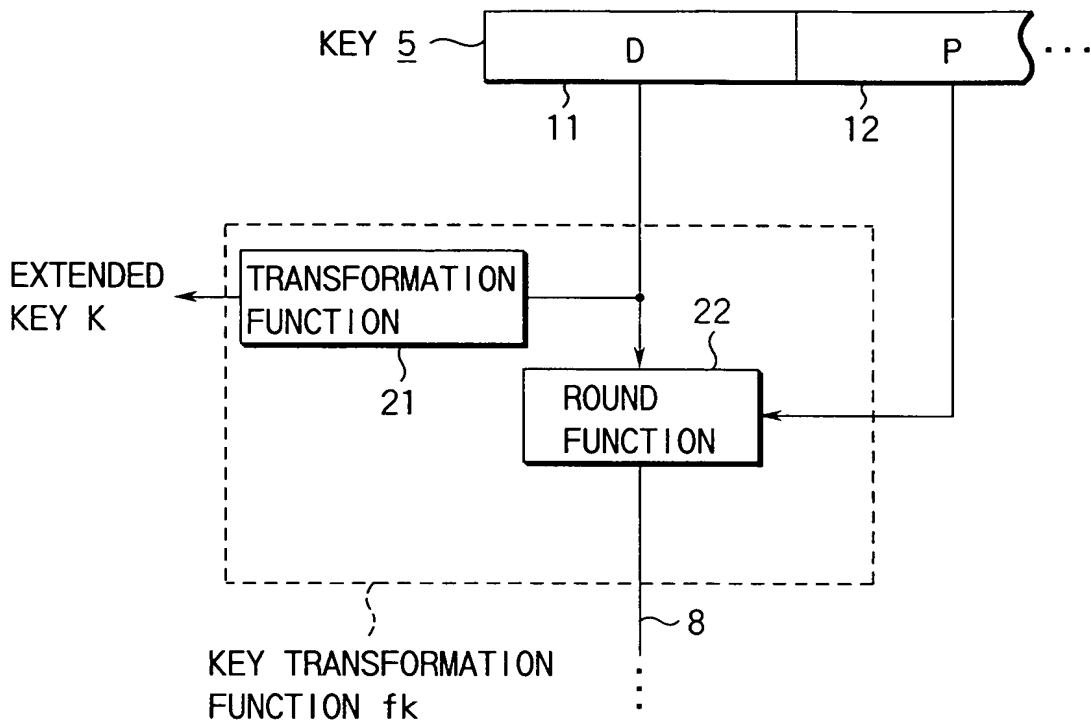 KEY 5
D
P
...
11
12
EXTENDED
KEY K
TRANSFORMATION
FUNCTION
21
22
ROUND
FUNCTION
8
KEY TRANSFORMATION
FUNCTION fk